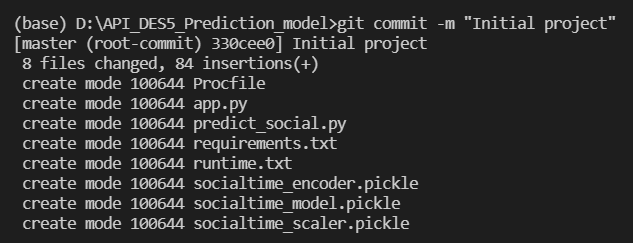 (base) D:\API_DES5_Prediction_model>git commit -m "Initial project"
[master (root-commit) 330cee0] Initial project
 8 files changed, 84 insertions(+)
 create mode 100644 Procfile
 create mode 100644 app.py
 create mode 100644 predict_social.py
 create mode 100644 requirements.txt
 create mode 100644 runtime.txt
 create mode 100644 socialtime_encoder.pickle
 create mode 100644 socialtime_model.pickle
 create mode 100644 socialtime_scaler.pickle